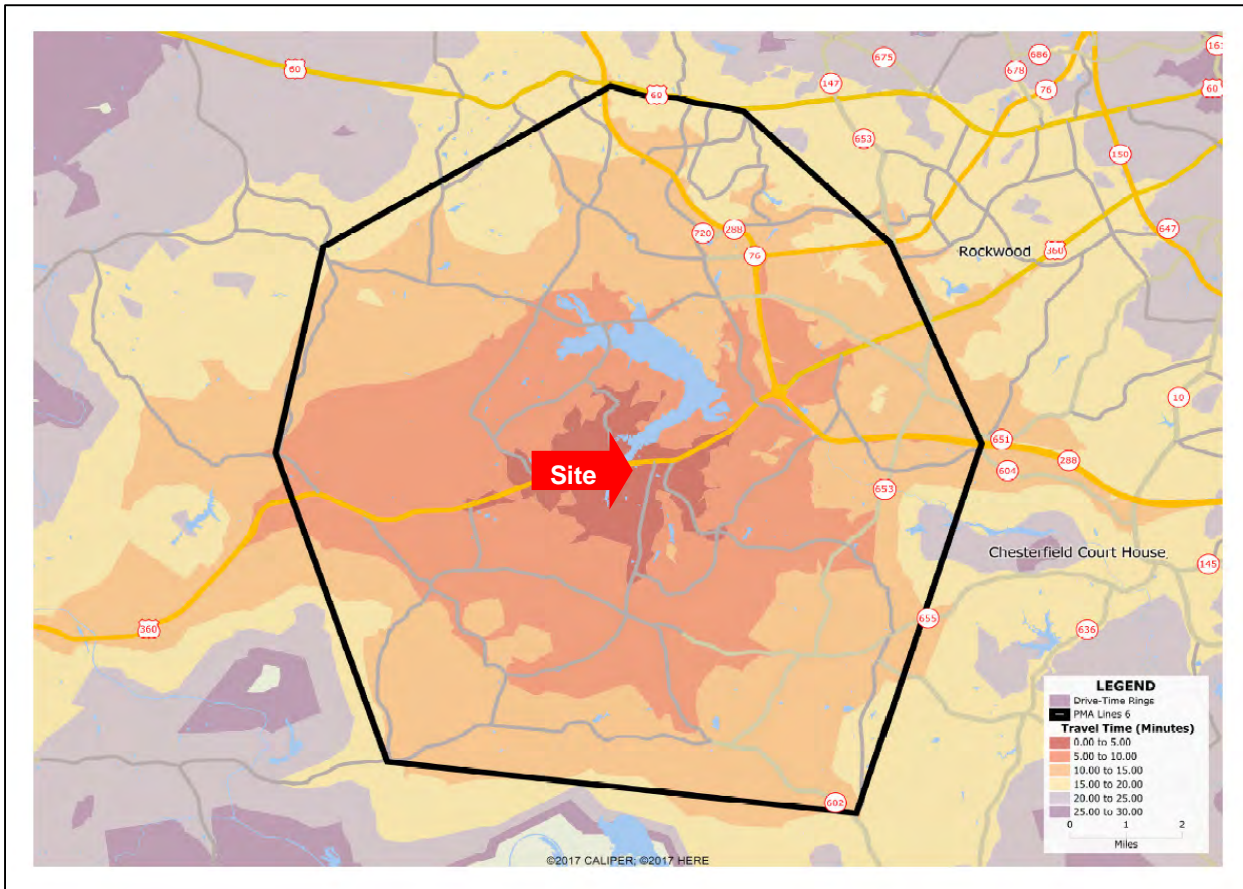 60
60
147
675
686
678
76
161
60
653
150
720
288
76
Rockwood
360
647
Site
10
651
604
288
653
Chesterfield Court House
145
360
655
636
602
LEGEND
Drive-Time Rings
PMA Lines 6
Travel Time (Minutes)
0.00 to 5.00
5.00 to 10.00
10.00 to 15.00
15.00 to 20.00
20.00 to 25.00
25.00 to 30.00
0 1 2
Miles
©2017 CALIPER; ©2017 HERE